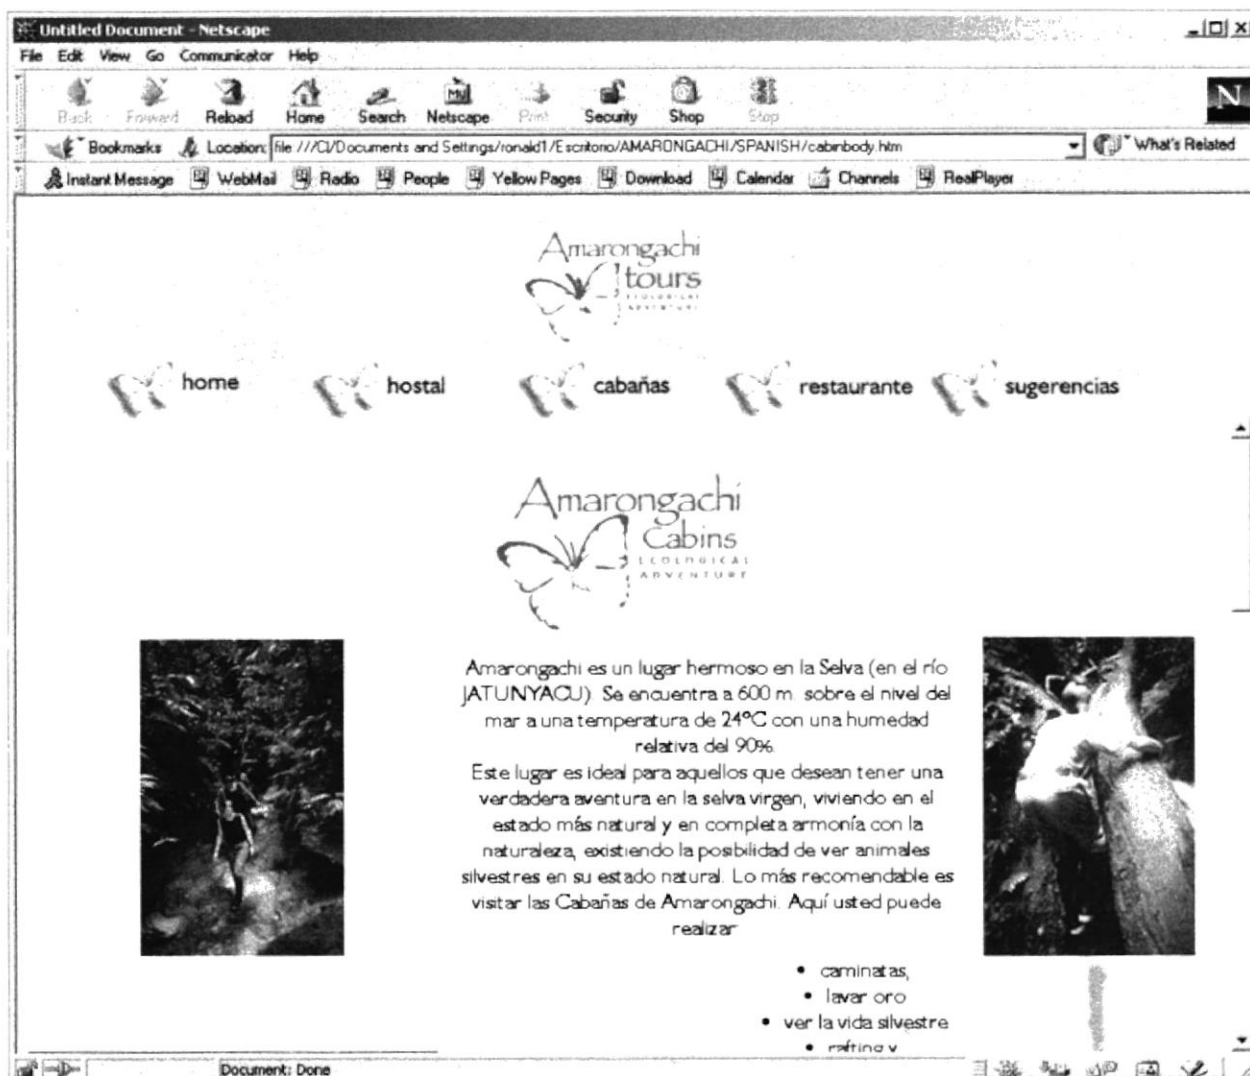 Untitled Document - Netscape
File Edit View Go Communicator Help
My
N
Back Forward Reload Home Search Netscape Print Security Shop Stop
Bookmarks Location: file:///C|/Documents and Settings/ronald1/Escritorio/AMARONGACHI/SPANISH/cabinbody.htm What's Related
Instant Message WebMail Radio People Yellow Pages Download Calendar Channels RealPlayer
Amarongachi
tours
ECOLOGICAL
ADVENTURE
home hostal cabañas restaurante sugerencias
Amarongachi
Cabins
ECOLOGICAL
ADVENTURE
Amarongachi es un lugar hermoso en la Selva (en el río
JATUNYACU). Se encuentra a 600 m. sobre el nivel del
mar a una temperatura de 24°C con una humedad
relativa del 90%.
Este lugar es ideal para aquellos que desean tener una
verdadera aventura en la selva virgen, viviendo en el
estado más natural y en completa armonía con la
naturaleza, existiendo la posibilidad de ver animales
silvestres en su estado natural. Lo más recomendable es
visitar las Cabañas de Amarongachi. Aquí usted puede
realizar
• caminatas,
• lavar oro
• ver la vida silvestre
• rafting y
Document: Done